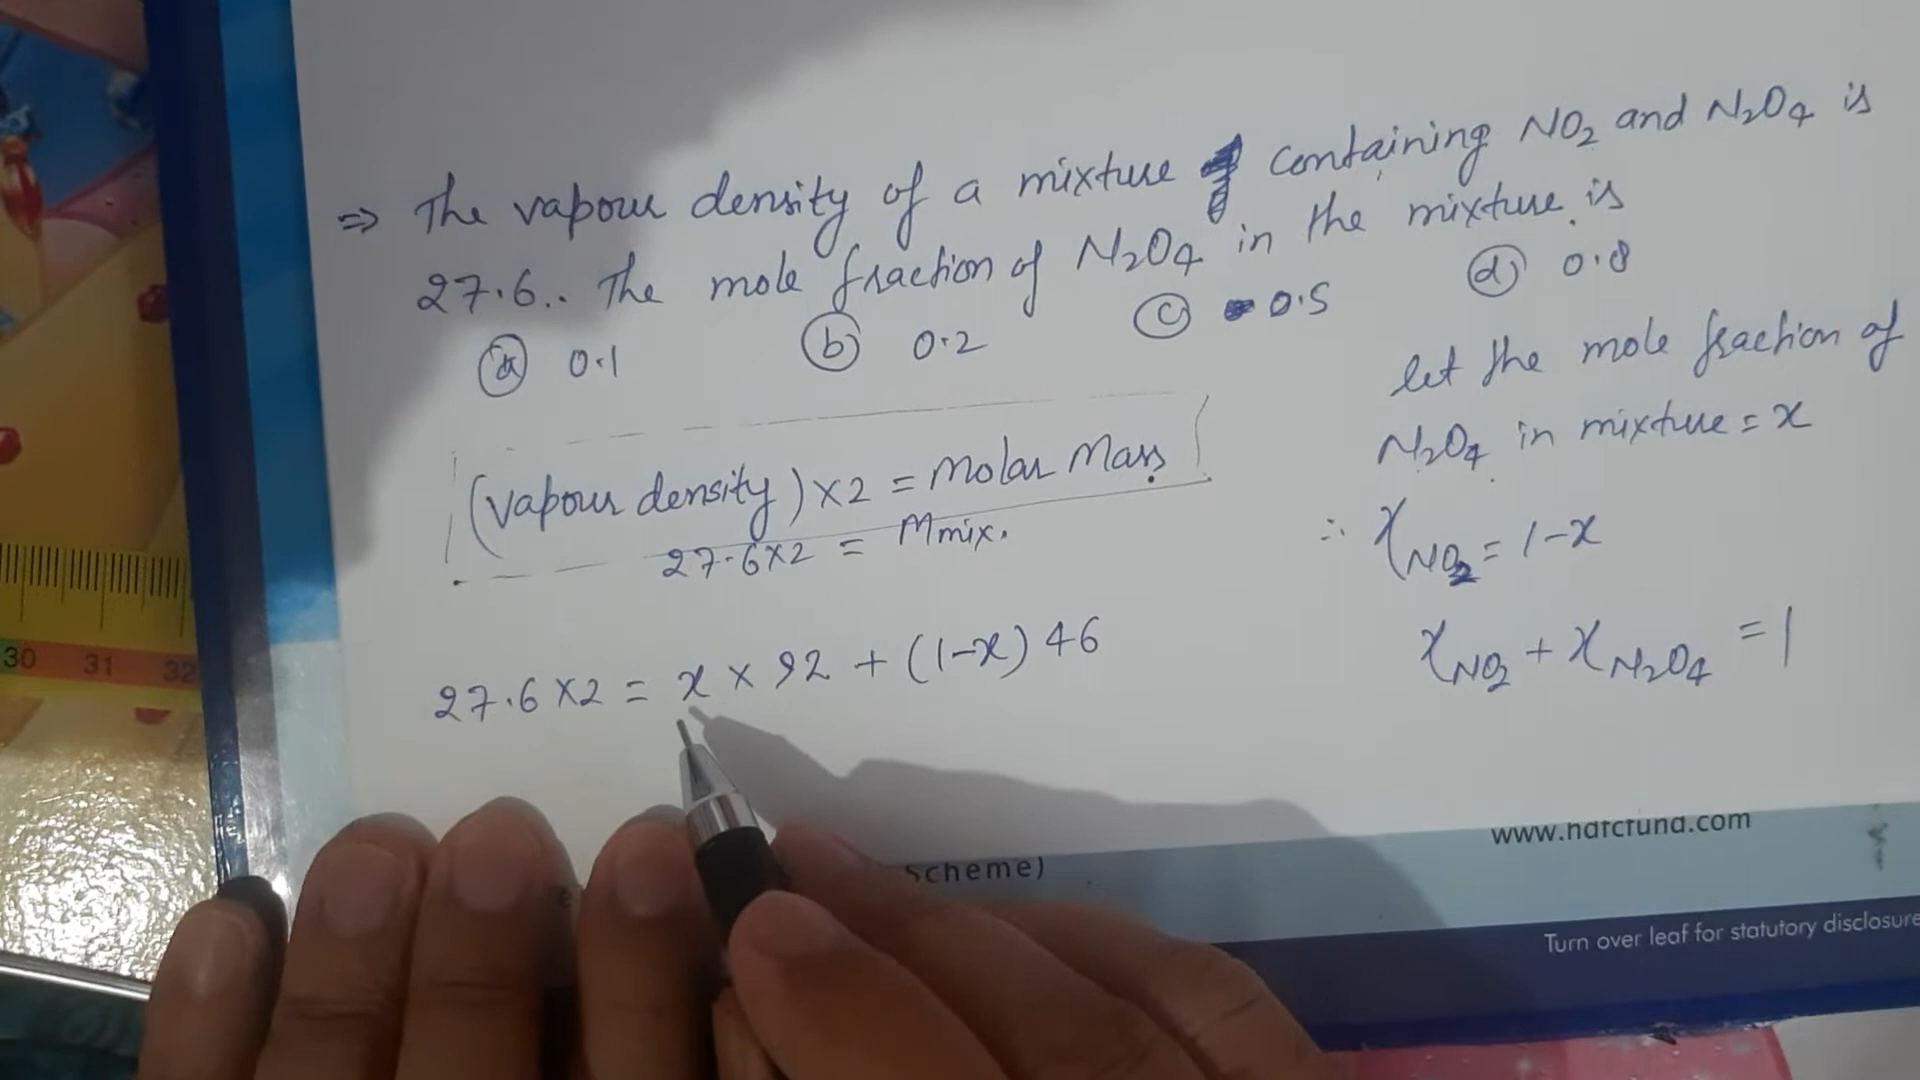 ⇒ The vapour density of a mixture containing NO₂ and N₂O₄ is
27.6.. The mole fraction of N₂O₄ in the mixture is
(a) 0.1 (b) 0.2 (c) 0.5 (d) 0.8
let the mole fraction of
N₂O₄ in mixture = x
(Vapour density) × 2 = Molar Mass
27.6×2 = Mmix.
∴ xNO₂ = 1-x
27.6×2 = x × 92 + (1-x) 46
xNO₂ + xN₂O₄ = 1
www.hdfcfund.com
Scheme)
Turn over leaf for statutory disclosure
30 31 32